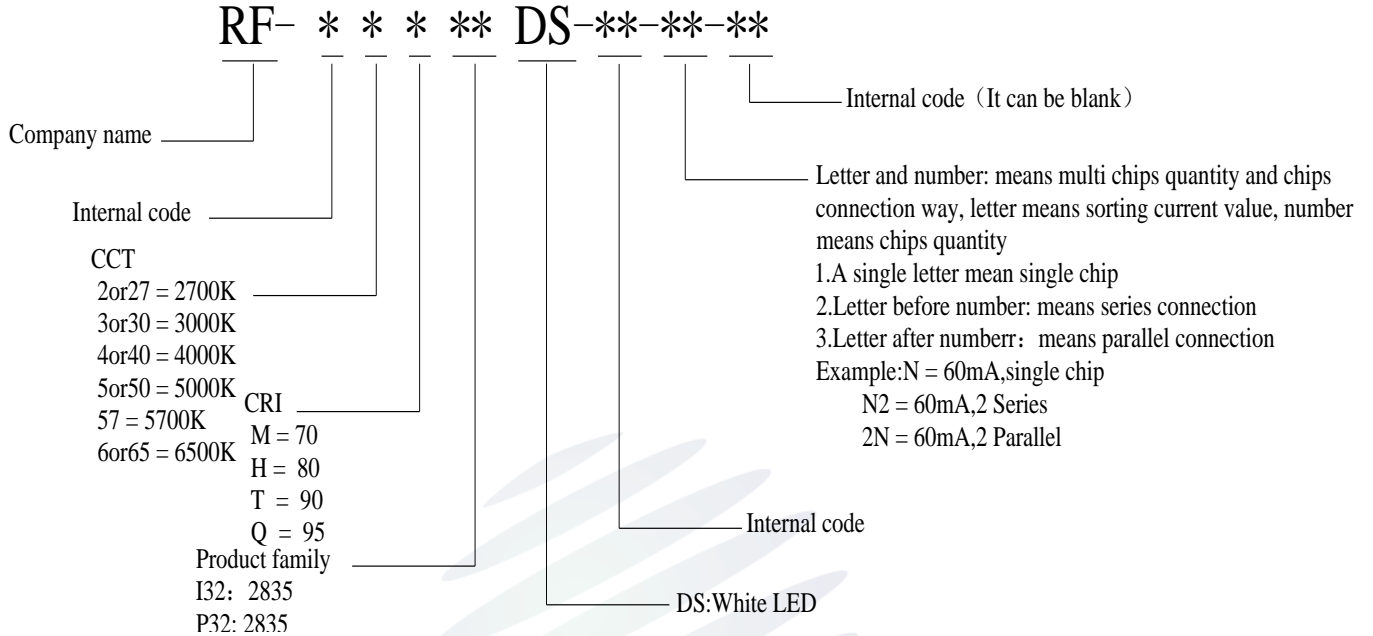 RF- * * * ** DS-**-**-**
Internal code（It can be blank）
Company name
Letter and number: means multi chips quantity and chips
connection way, letter means sorting current value, number
means chips quantity
1.A single letter mean single chip
2.Letter before number: means series connection
3.Letter after numberr：means parallel connection
Example:N = 60mA,single chip
N2 = 60mA,2 Series
2N = 60mA,2 Parallel
Internal code
CCT
2or27 = 2700K
3or30 = 3000K
4or40 = 4000K
5or50 = 5000K
57 = 5700K
6or65 = 6500K
CRI
M = 70
H = 80
T = 90
Q = 95
Internal code
Product family
I32：2835
P32: 2835
DS:White LED